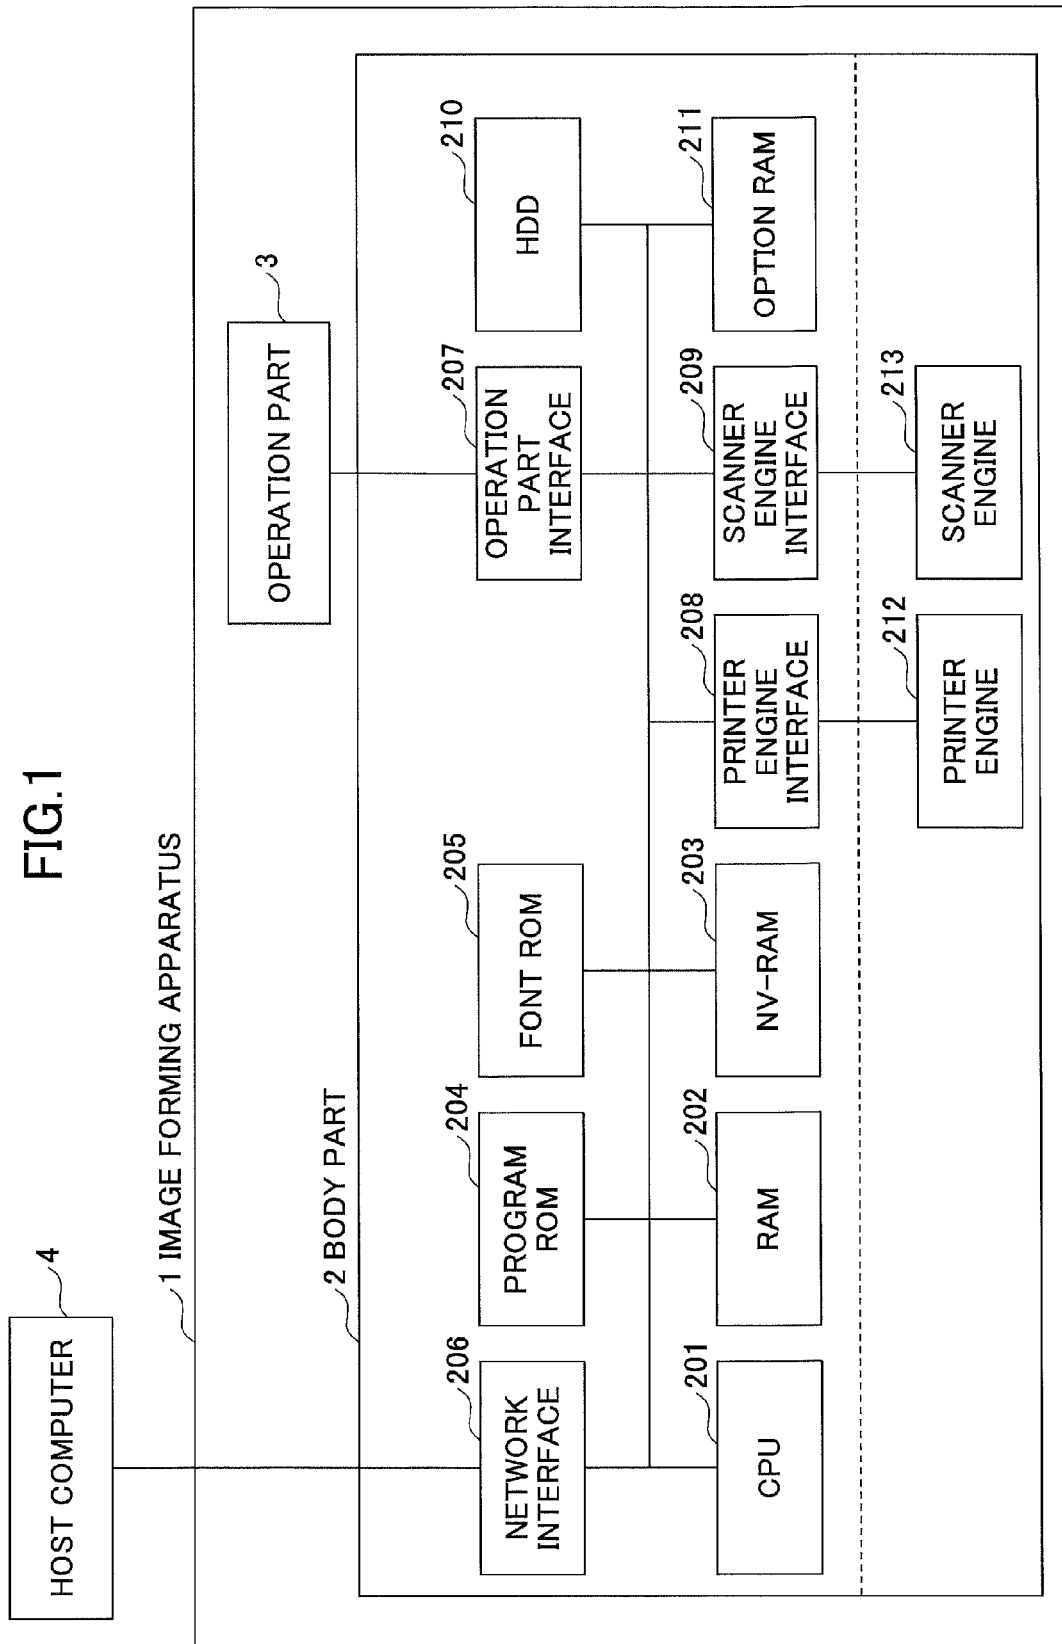 FIG.1
HOST COMPUTER
4
1 IMAGE FORMING APPARATUS
OPERATION PART
3
2 BODY PART
NETWORK
INTERFACE
206
PROGRAM
ROM
204
FONT ROM
205
OPERATION
PART
INTERFACE
207
HDD
210
CPU
201
RAM
202
NV-RAM
203
PRINTER
ENGINE
INTERFACE
208
SCANNER
ENGINE
INTERFACE
209
OPTION RAM
211
PRINTER
ENGINE
212
SCANNER
ENGINE
213